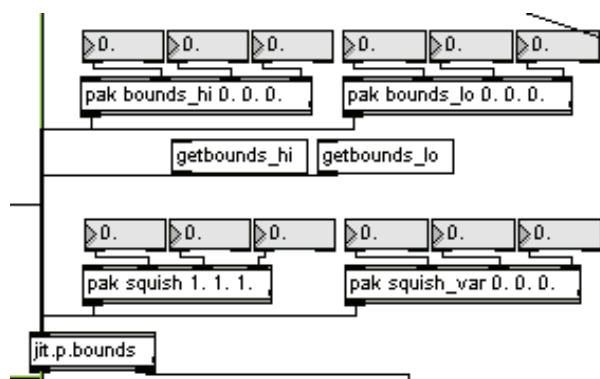 0. 0. 0. 0. 0. 0.
pak bounds_hi 0. 0. 0. pak bounds_lo 0. 0. 0.
getbounds_hi getbounds_lo
0. 0. 0. 0. 0. 0.
pak squish 1. 1. 1. pak squish_var 0. 0. 0.
jit.p.bounds